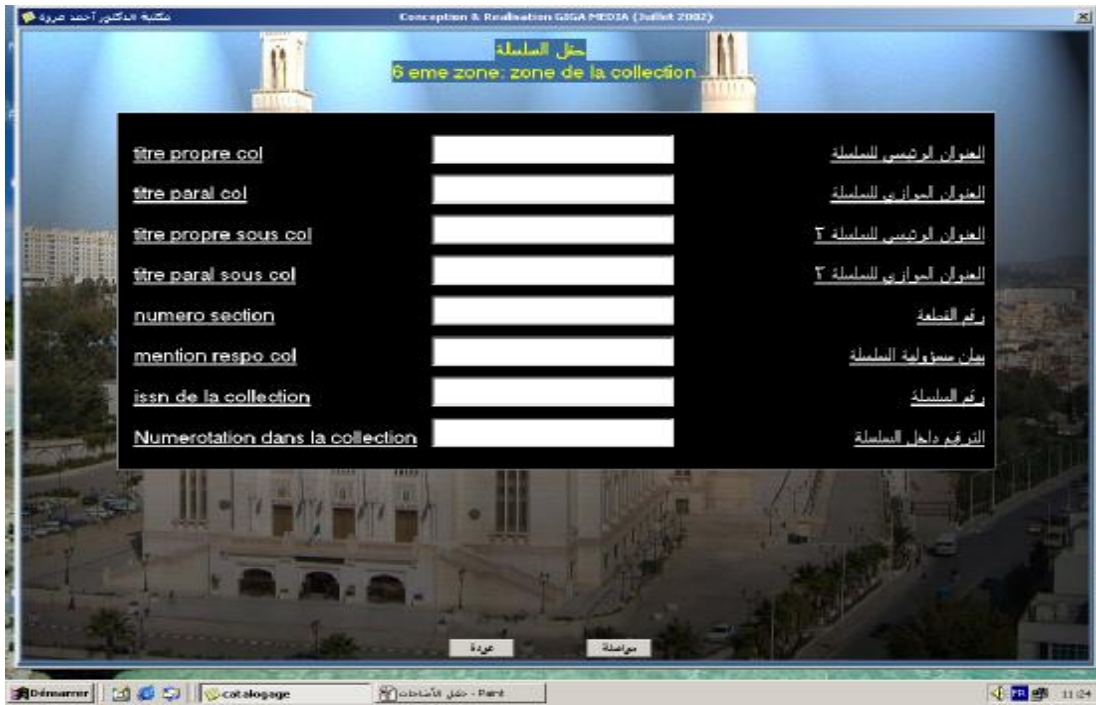 مكتبة الدكتور أحمد عروة
Conception & Realisation GIGA MEDIA (Juillet 2002)
حقل السلسلة
6 eme zone: zone de la collection
titre propre col العنوان الرئيسي للسلسلة
titre paral col العنوان الموازي للسلسلة
titre propre sous col العنوان الرئيسي للسلسلة ٢
titre paral sous col العنوان الموازي للسلسلة ٢
numero section رقم القطعة
mention respo col بيان مسؤولية السلسلة
issn de la collection رقم السلسلة
Numerotation dans la collection الترقيم داخل السلسلة
عودة مواصلة
Démarrer catalogage حقل الأضافات - Paint FR 11:24